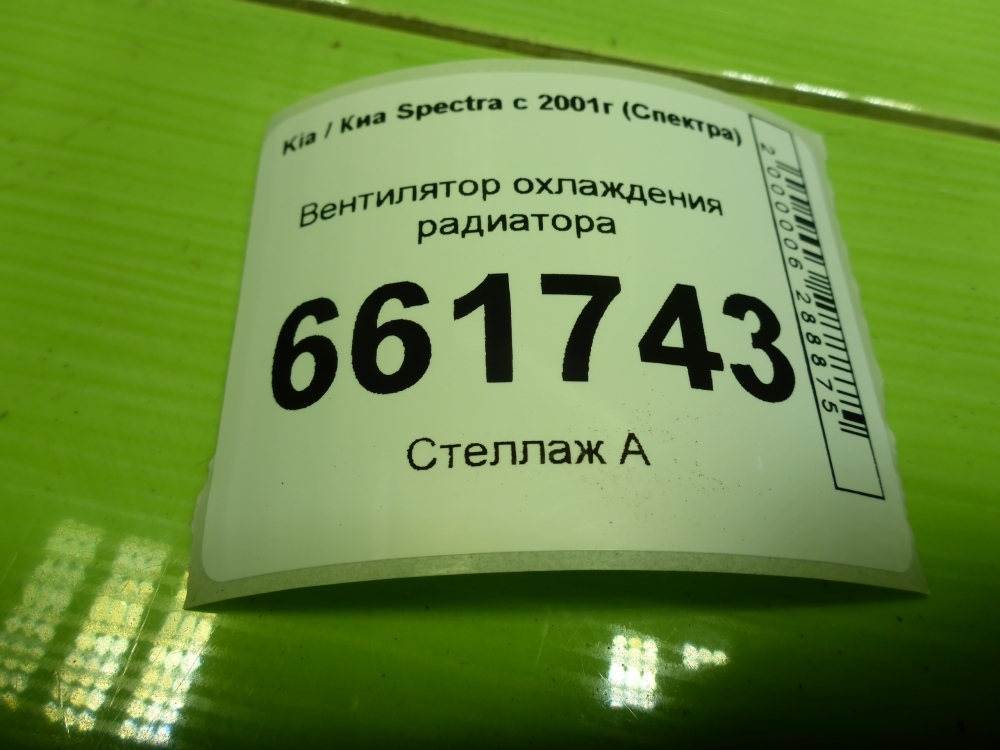 Kia / Киа Spectra с 2001г (Спектра)
Вентилятор охлаждения
радиатора
661743
Стеллаж А
2000006288875